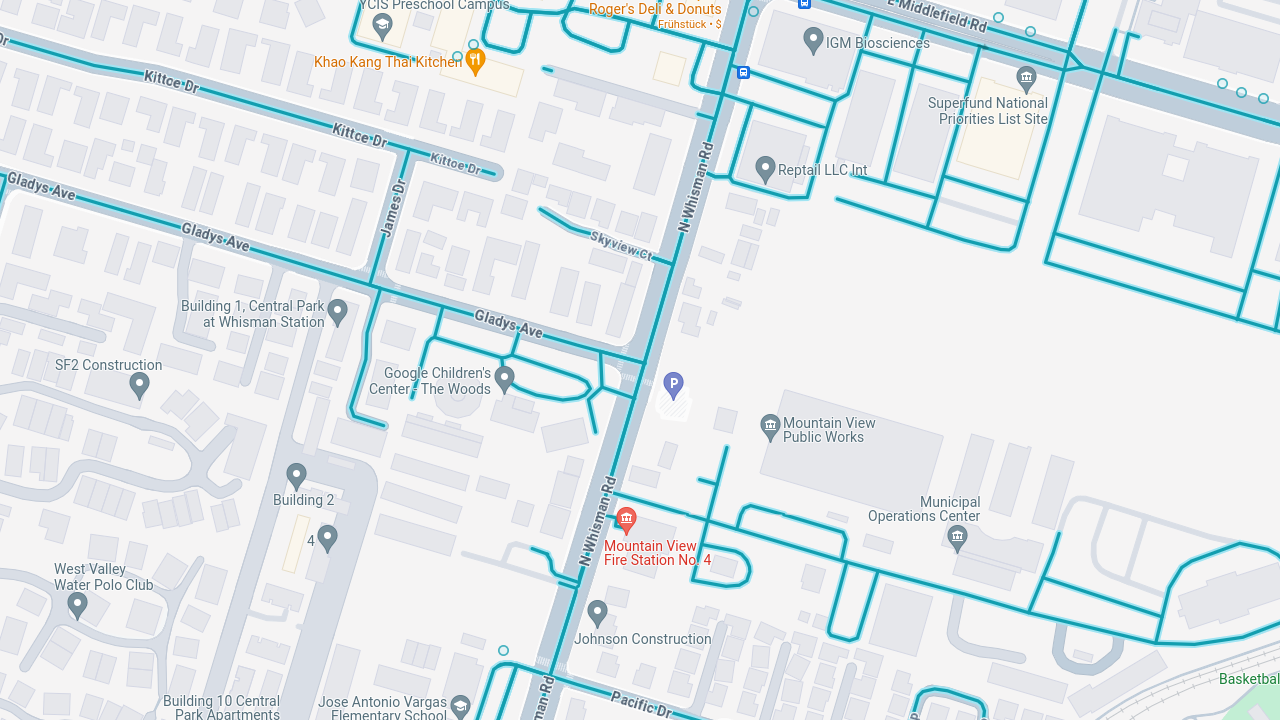 YCIS Preschool Campus
Roger's Deli & Donuts
Frühstück • $
E Middlefield Rd
IGM Biosciences
Dr
Khao Kang Thai Kitchen
Kittce Dr
Superfund National
Priorities List Site
Kittce Dr
Kittoe Dr
Reptail LLC Int
Gladys Ave
James Dr
N Whisman Rd
Gladys Ave
Skyview Ct
Building 1, Central Park
at Whisman Station
Gladys Ave
SF2 Construction
Google Children's
Center - The Woods
P
Mountain View
Public Works
Building 2
N Whisman Rd
Municipal
Operations Center
4
Mountain View
Fire Station No. 4
West Valley
Water Polo Club
Johnson Construction
Basketbal
Building 10 Central
Park Apartments
Jose Antonio Vargas
Elementary School
man Rd
Pacific Dr